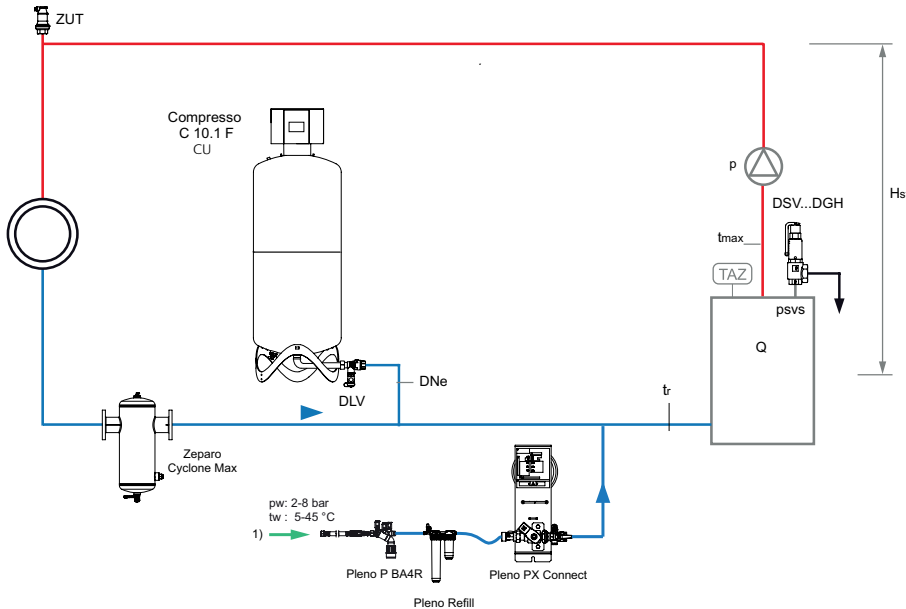 ZUT
Compresso
C 10.1 F
CU
p
Hs
DSV...DGH
tmax
TAZ
psvs
Q
DNe
DLV
tr
Zeparo
Cyclone Max
pw: 2-8 bar
tw : 5-45 °C
1)
Pleno P BA4R
Pleno PX Connect
Pleno Refill